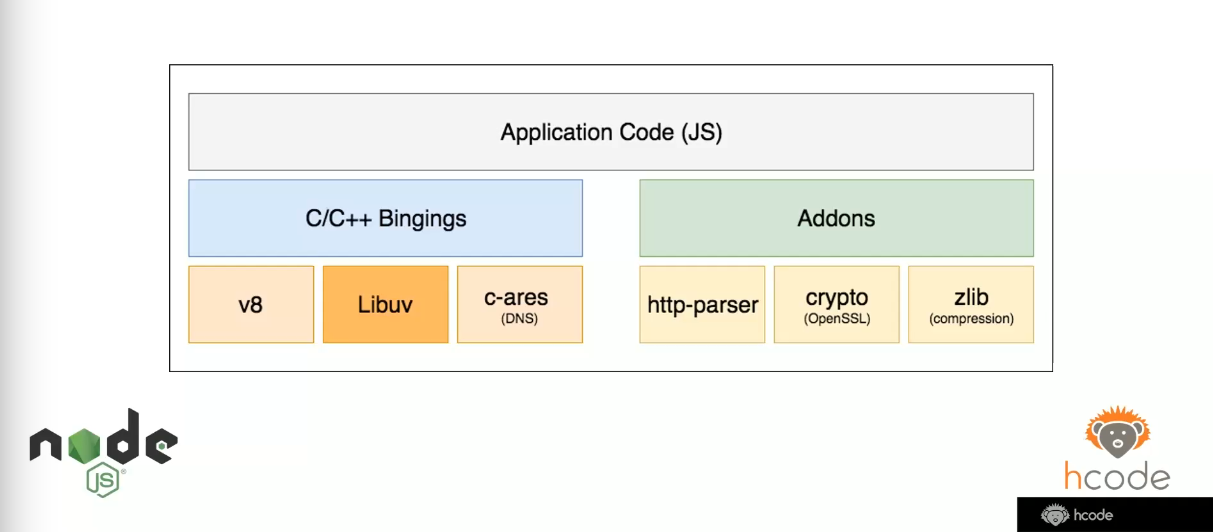 Application Code (JS)
C/C++ Bingings
Addons
v8
Libuv
c-ares
(DNS)
http-parser
crypto
(OpenSSL)
zlib
(compression)
node
JS
hcode
hcode